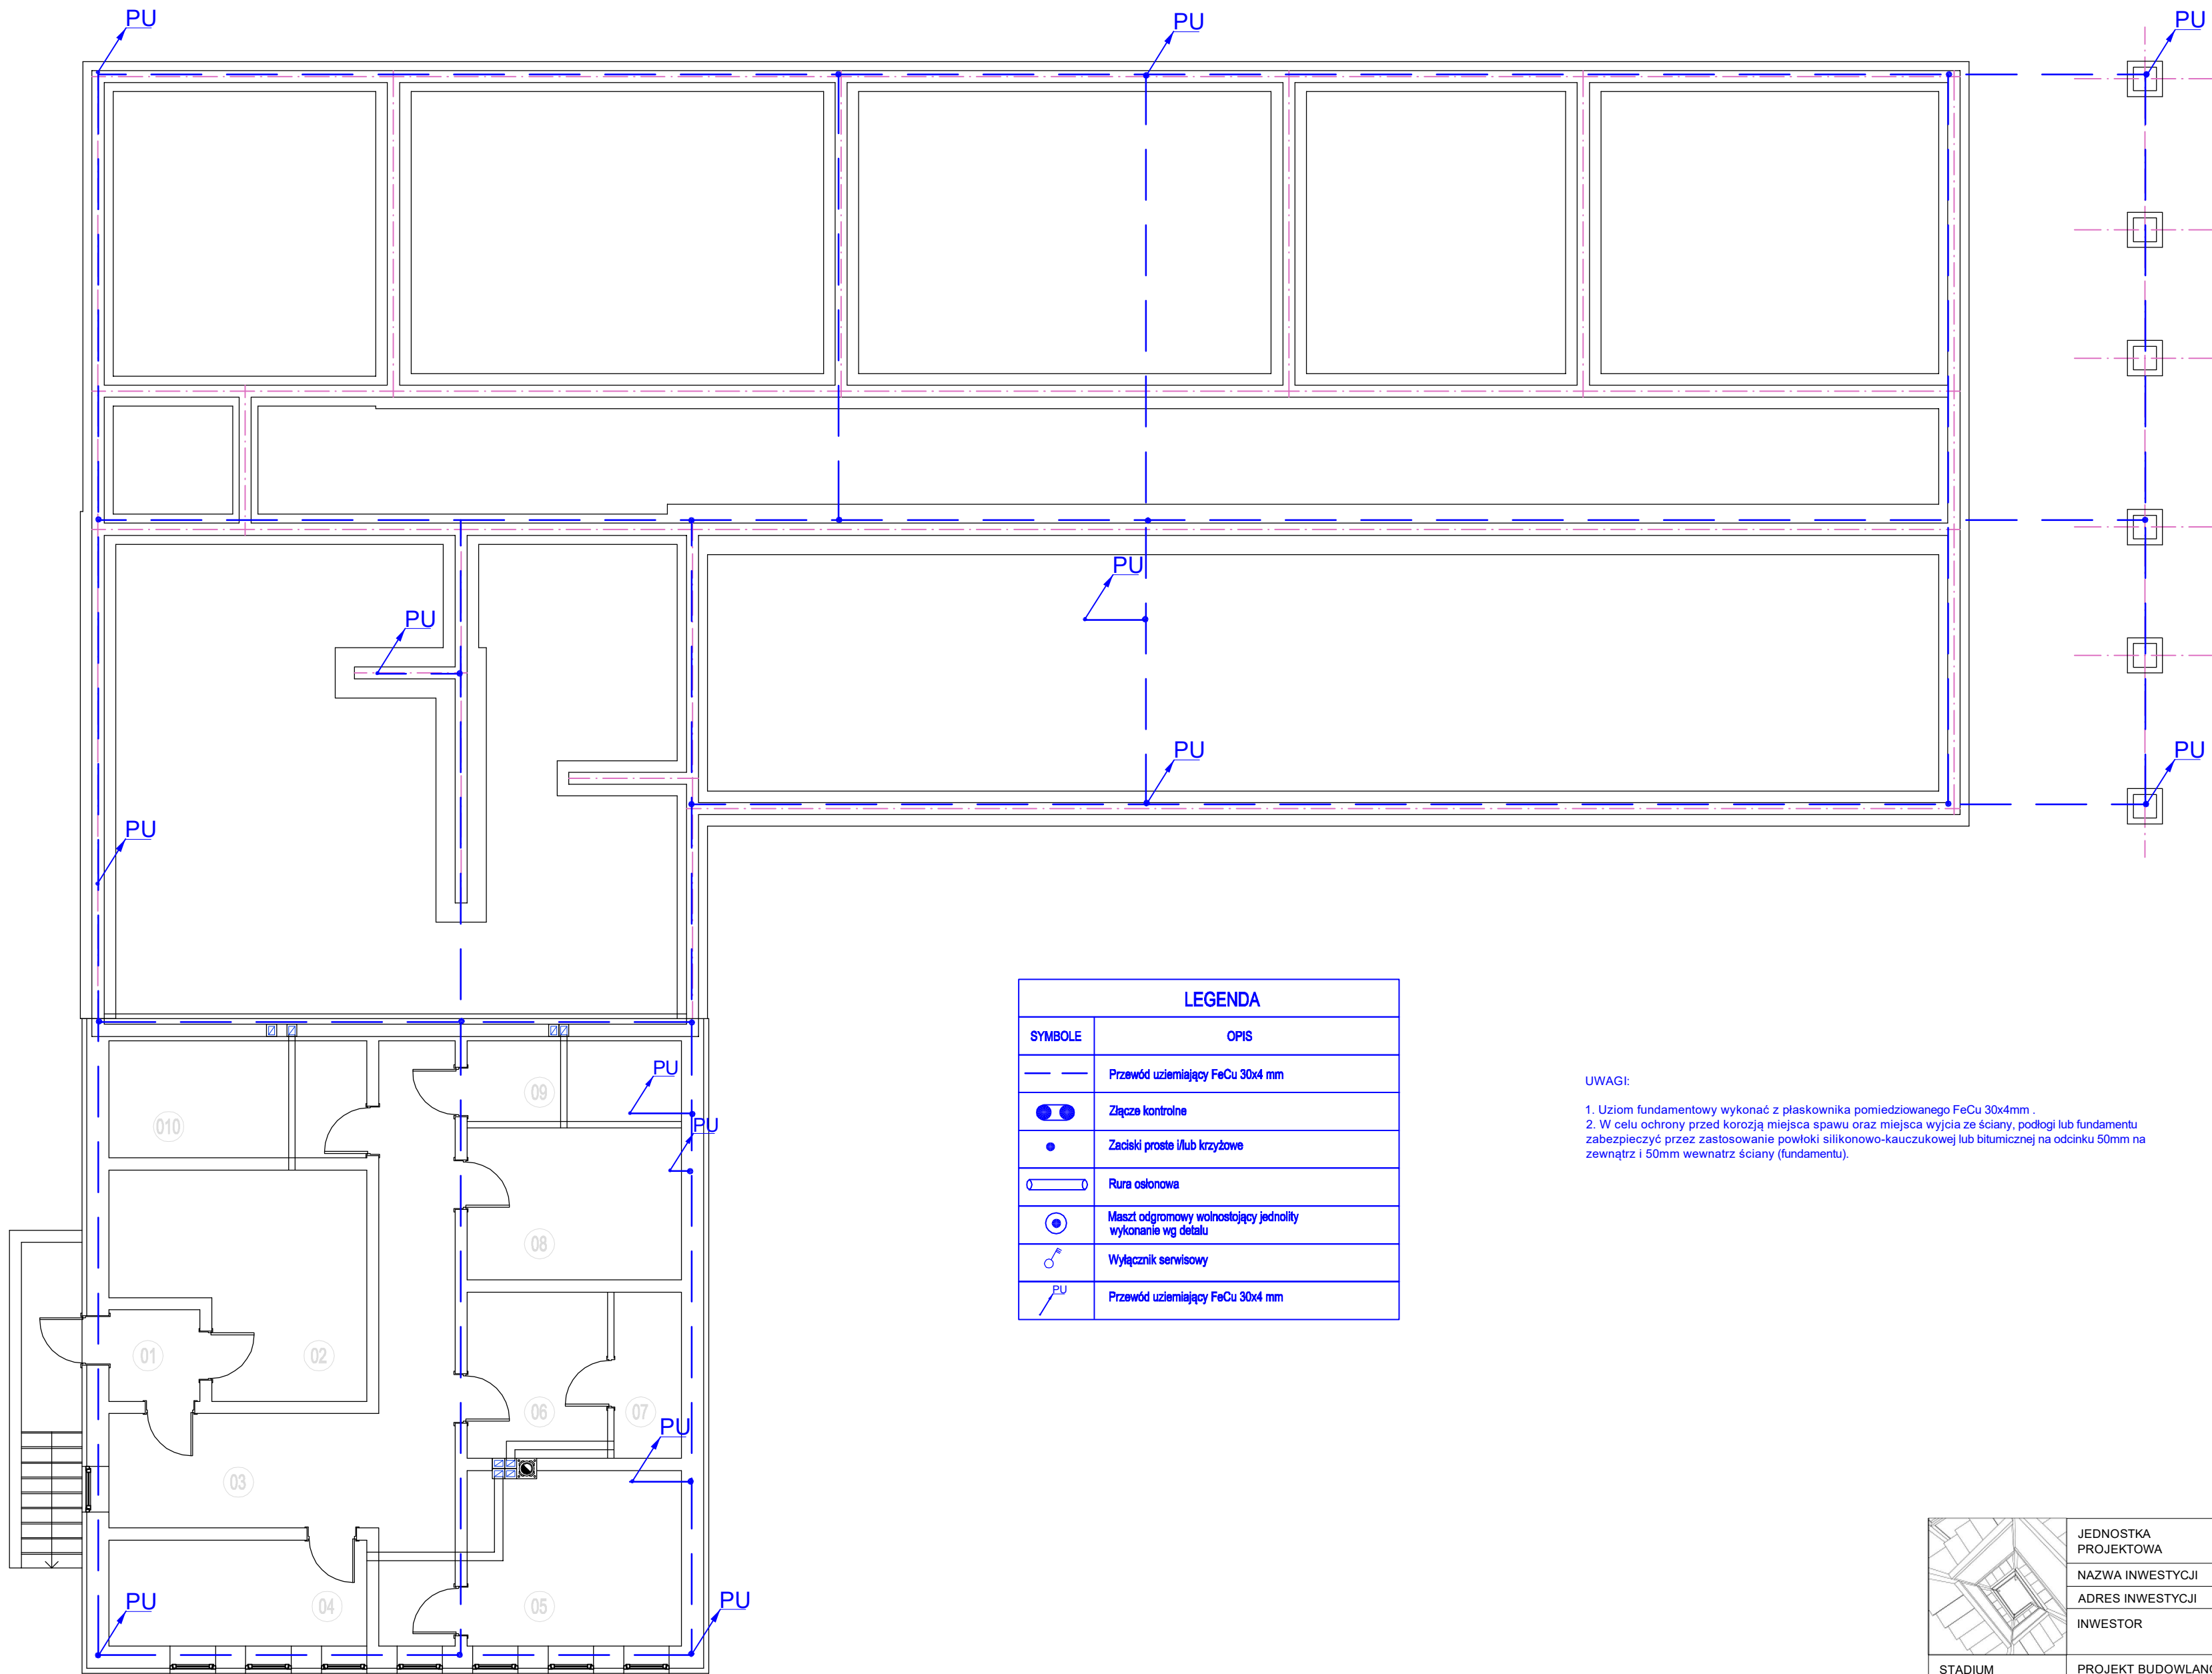 PU
PU
PU
PU
PU
PU
PU
PU
LEGENDA
SYMBOLE OPIS
Przewód uziemiający FeCu 30x4 mm
Złącze kontrolne
Zaciski proste i/lub krzyżowe
Rura osłonowa
Maszt odgromowy wolnostojący jednolity
wykonanie wg detalu
Wyłącznik serwisowy
PU Przewód uziemiający FeCu 30x4 mm
UWAGI:
1. Uziom fundamentowy wykonać z płaskownika pomiedziowanego FeCu 30x4mm .
2. W celu ochrony przed korozją miejsca spawu oraz miejsca wyjcia ze ściany, podłogi lub fundamentu
zabezpieczyć przez zastosowanie powłoki silikonowo-kauczukowej lub bitumicznej na odcinku 50mm na
zewnątrz i 50mm wewnatrz ściany (fundamentu).
PU
PU
09
010
08
01
02
06
07
PU
03
PU
PU
04
05
JEDNOSTKA
PROJEKTOWA
NAZWA INWESTYCJI
ADRES INWESTYCJI
INWESTOR
STADIUM